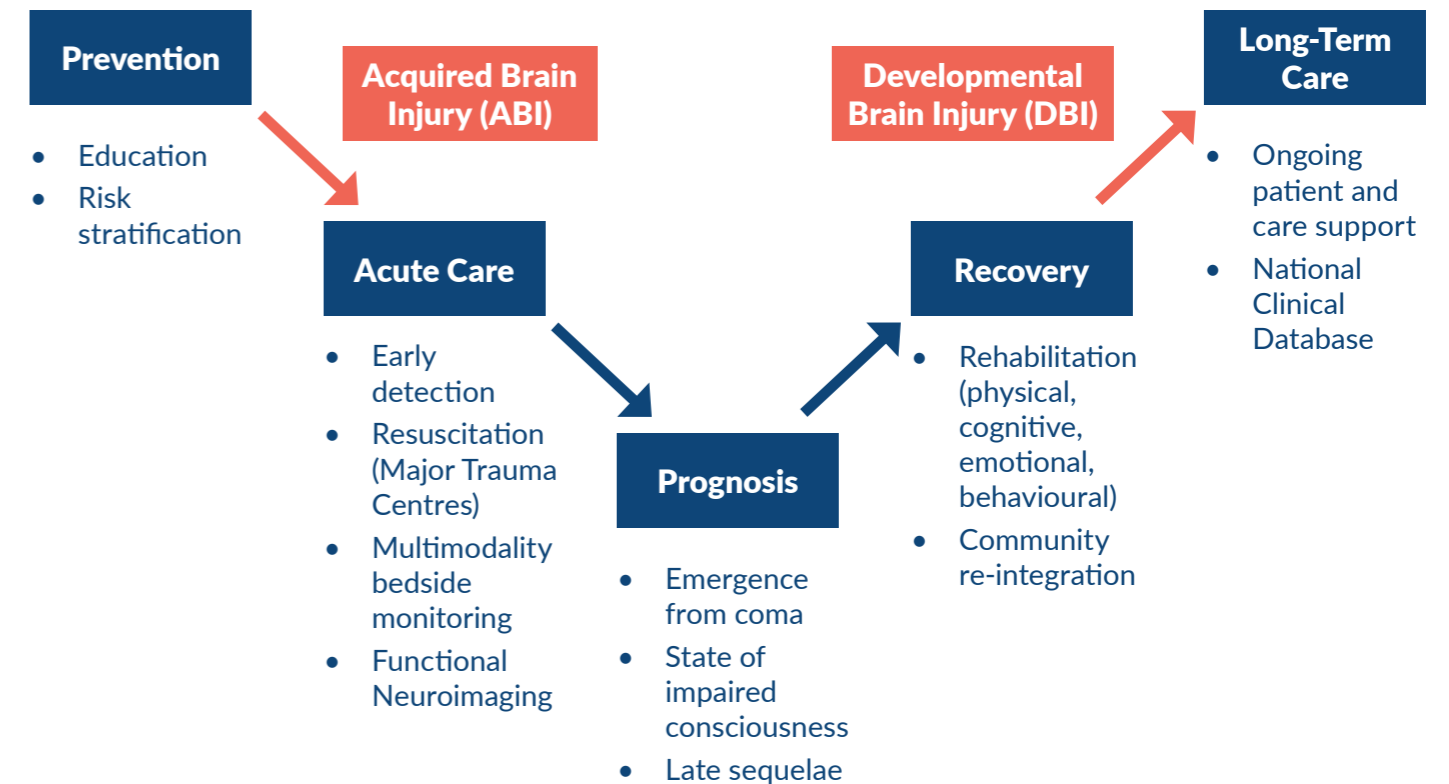 Prevention
• Education
• Risk
stratification
Acquired Brain
Injury (ABI)
Acute Care
• Early
detection
• Resuscitation
(Major Trauma
Centres)
• Multimodality
bedside
monitoring
• Functional
Neuroimaging
Prognosis
• Emergence
from coma
• State of
impaired
consciousness
• Late sequelae
Developmental
Brain Injury (DBI)
Recovery
• Rehabilitation
(physical,
cognitive,
emotional,
behavioural)
• Community
re-integration
Long-Term
Care
• Ongoing
patient and
care support
• National
Clinical
Database